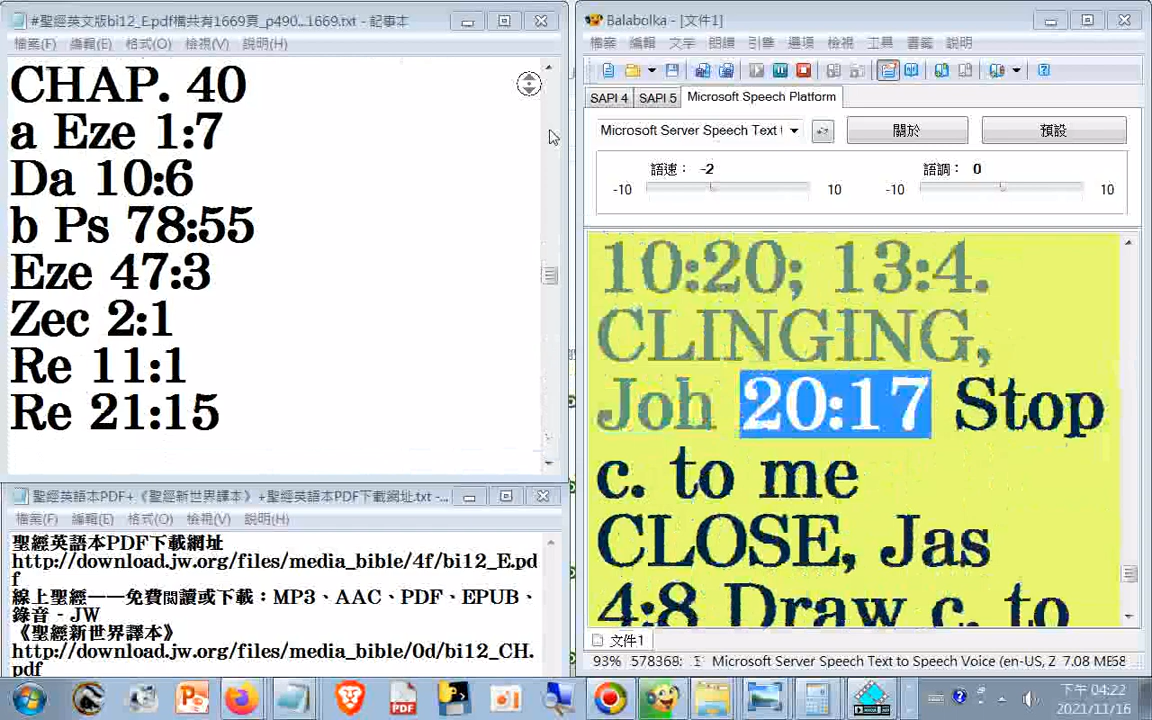 #聖經英文版bi12_E.pdf檔共有1669頁_p490...1669.txt - 記事本
檔案(F) 編輯(E) 格式(O) 檢視(V) 說明(H)
CHAP. 40
a Eze 1:7
Da 10:6
b Ps 78:55
Eze 47:3
Zec 2:1
Re 11:1
Re 21:15
聖經英語本PDF+《聖經新世界譯本》+聖經英語本PDF下載網址.txt -...
檔案(F) 編輯(E) 格式(O) 檢視(V) 說明(H)
聖經英語本PDF下載網址
http://download.jw.org/files/media_bible/4f/bi12_E.pd
f
線上聖經——免費閱讀或下載：MP3、AAC、PDF、EPUB、
錄音 - JW
《聖經新世界譯本》
http://download.jw.org/files/media_bible/0d/bi12_CH.
pdf
Balabolka - [文件1]
檔案 編輯 文字 朗讀 引擎 選項 檢視 工具 書籤 說明
SAPI 4 SAPI 5 Microsoft Speech Platform
Microsoft Server Speech Text 關於 預設
語速： -2 語調： 0
-10 10 -10 10
10:20; 13:4.
CLINGING,
Joh 20:17 Stop
c. to me
CLOSE, Jas
4:8 Draw c. to
文件1
93% 578368: Microsoft Server Speech Text to Speech Voice (en-US, Z 7.08 ME
下午 04:22
2021/11/16